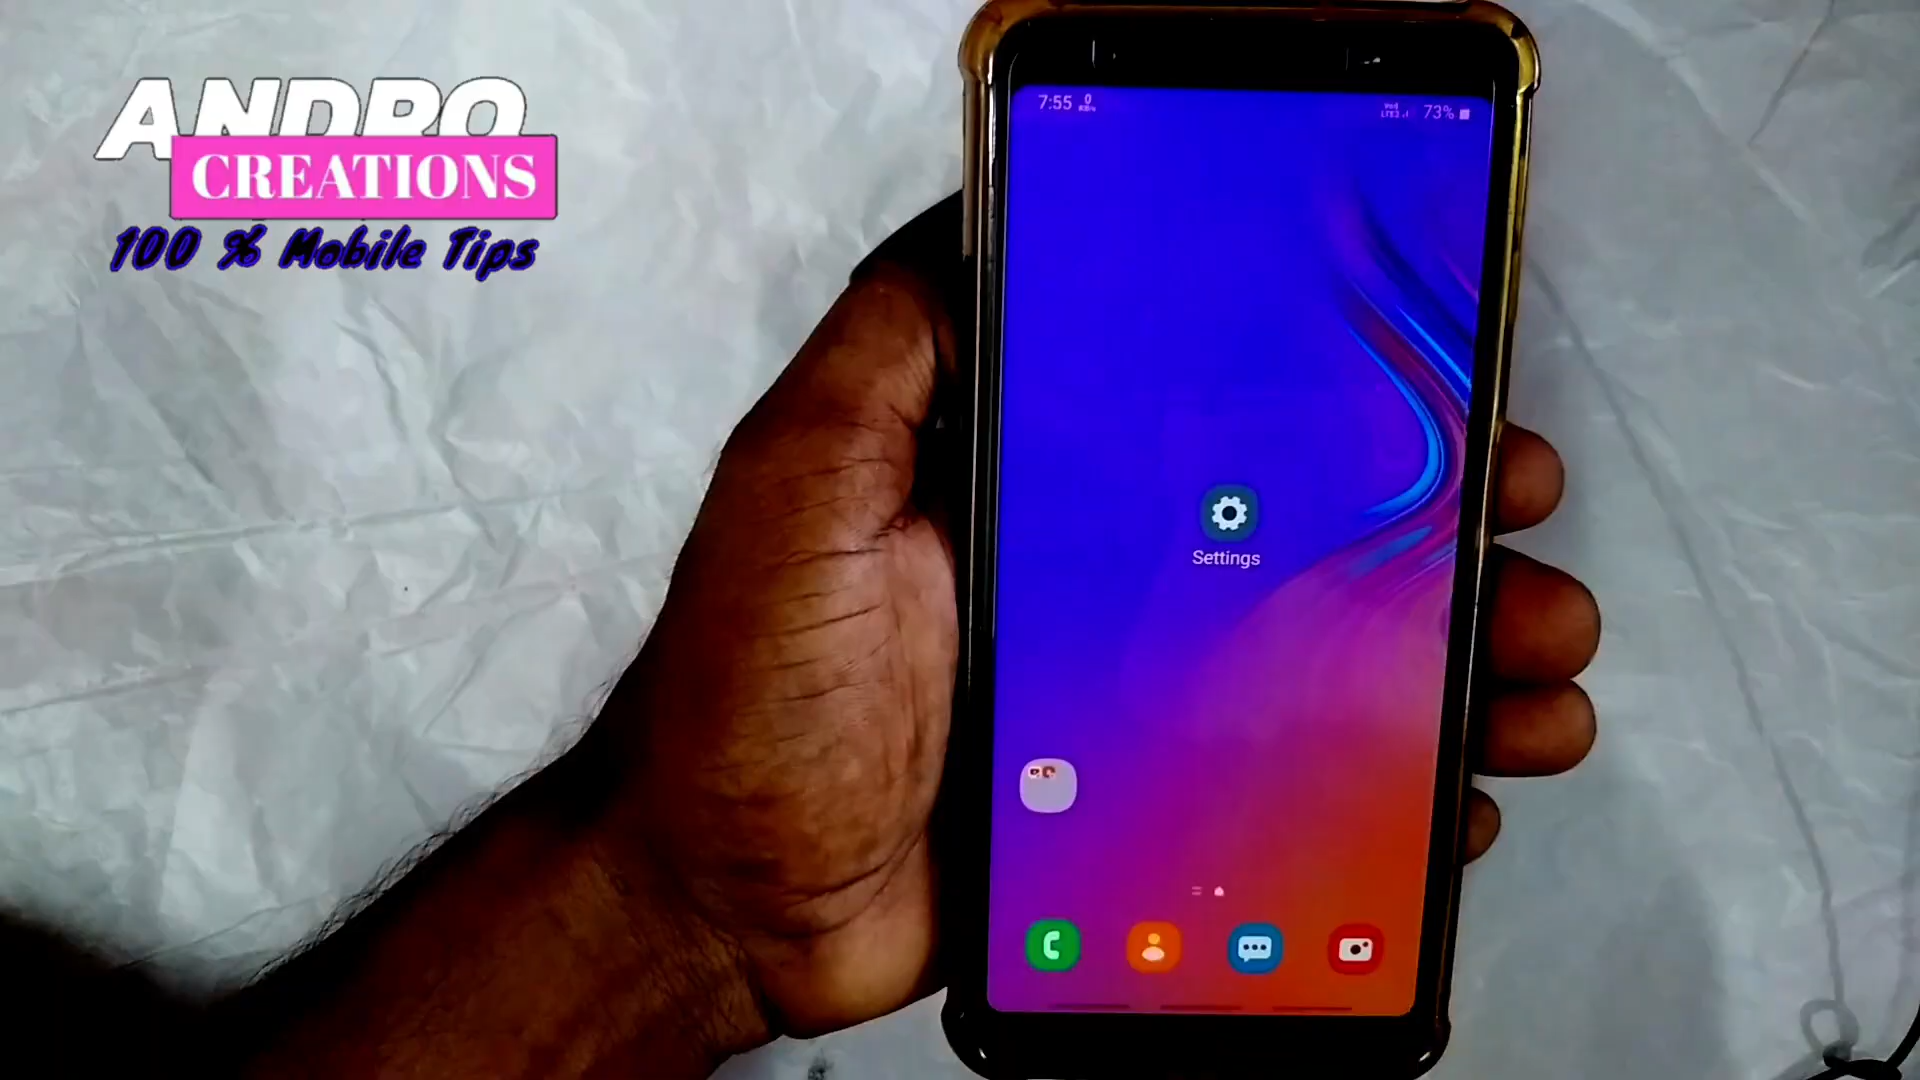 ANDRO
CREATIONS
100 % Mobile Tips
7:55
73%
Settings